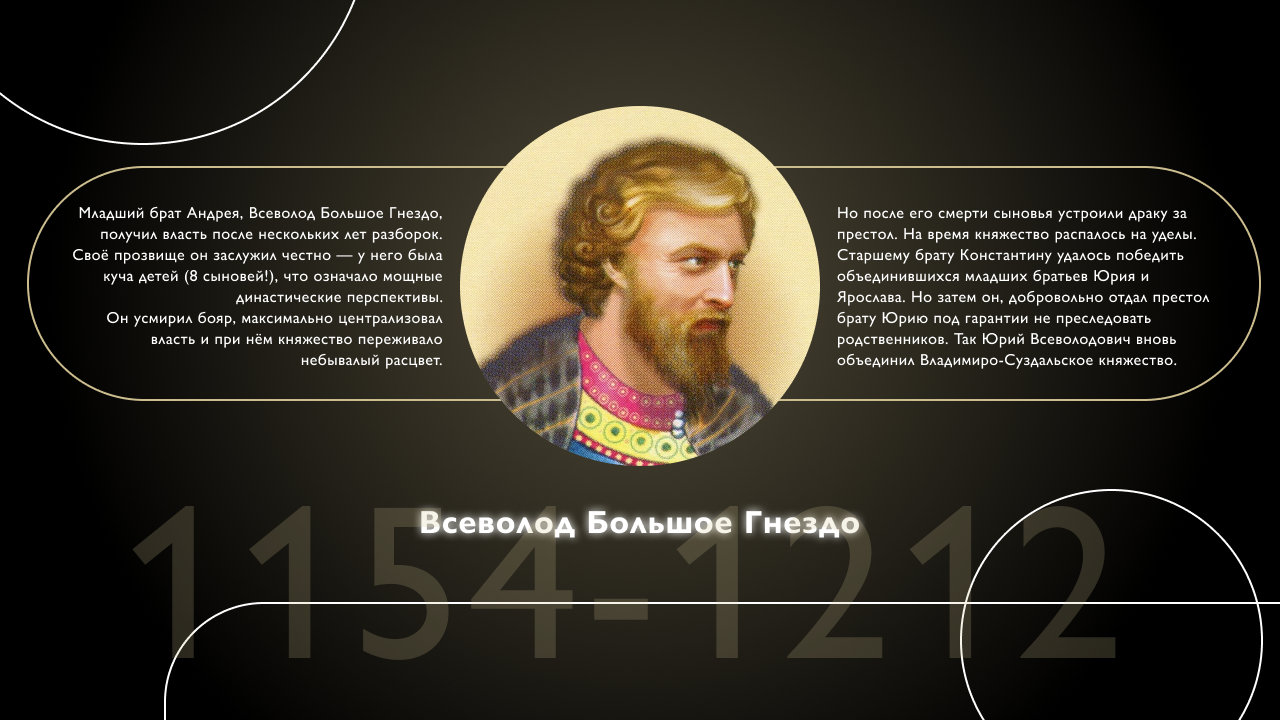 Младший брат Андрея, Всеволод Большое Гнездо,
получил власть после нескольких лет разборок.
Своё прозвище он заслужил честно — у него была
куча детей (8 сыновей!), что означало мощные
династические перспективы.
Он усмирил бояр, максимально централизовал
власть и при нём княжество переживало
небывалый расцвет.
Но после его смерти сыновья устроили драку за
престол. На время княжество распалось на уделы.
Старшему брату Константину удалось победить
объединившихся младших братьев Юрия и
Ярослава. Но затем он, добровольно отдал престол
брату Юрию под гарантии не преследовать
родственников. Так Юрий Всеволодович вновь
объединил Владимиро-Суздальское княжество.
Всеволод Большое Гнездо
1154-1212